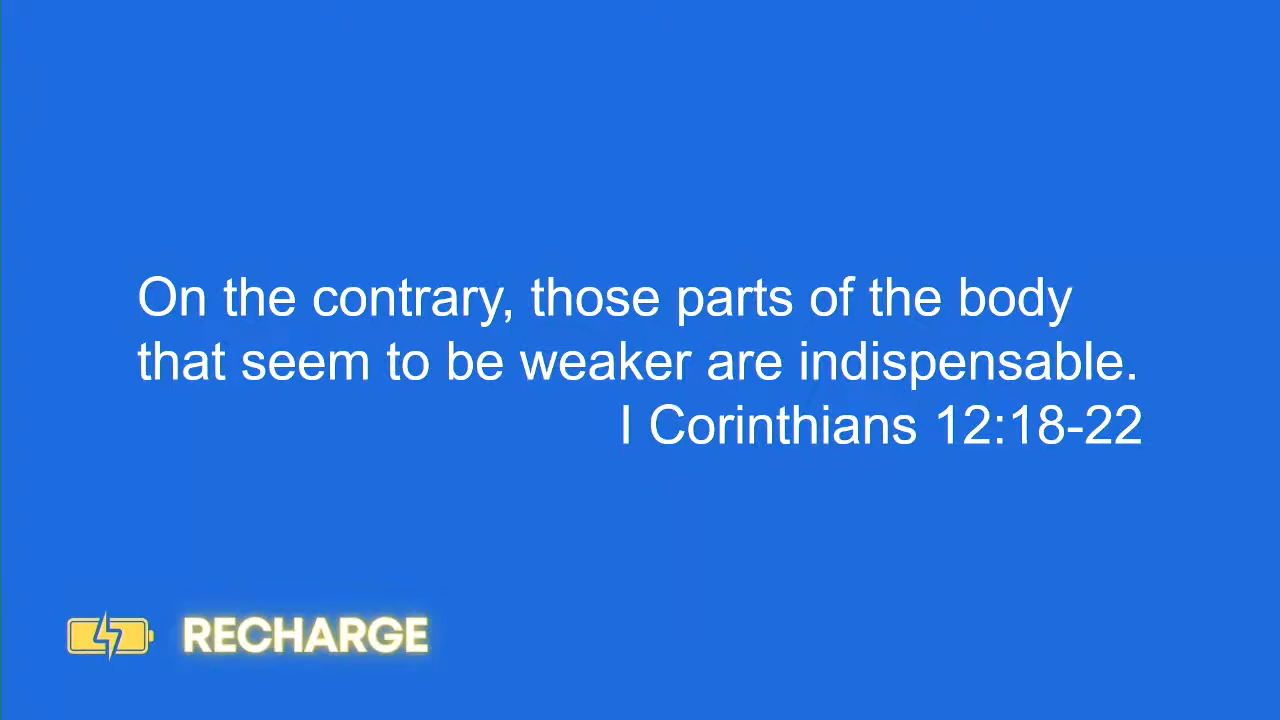 On the contrary, those parts of the body
that seem to be weaker are indispensable.
I Corinthians 12:18-22
RECHARGE